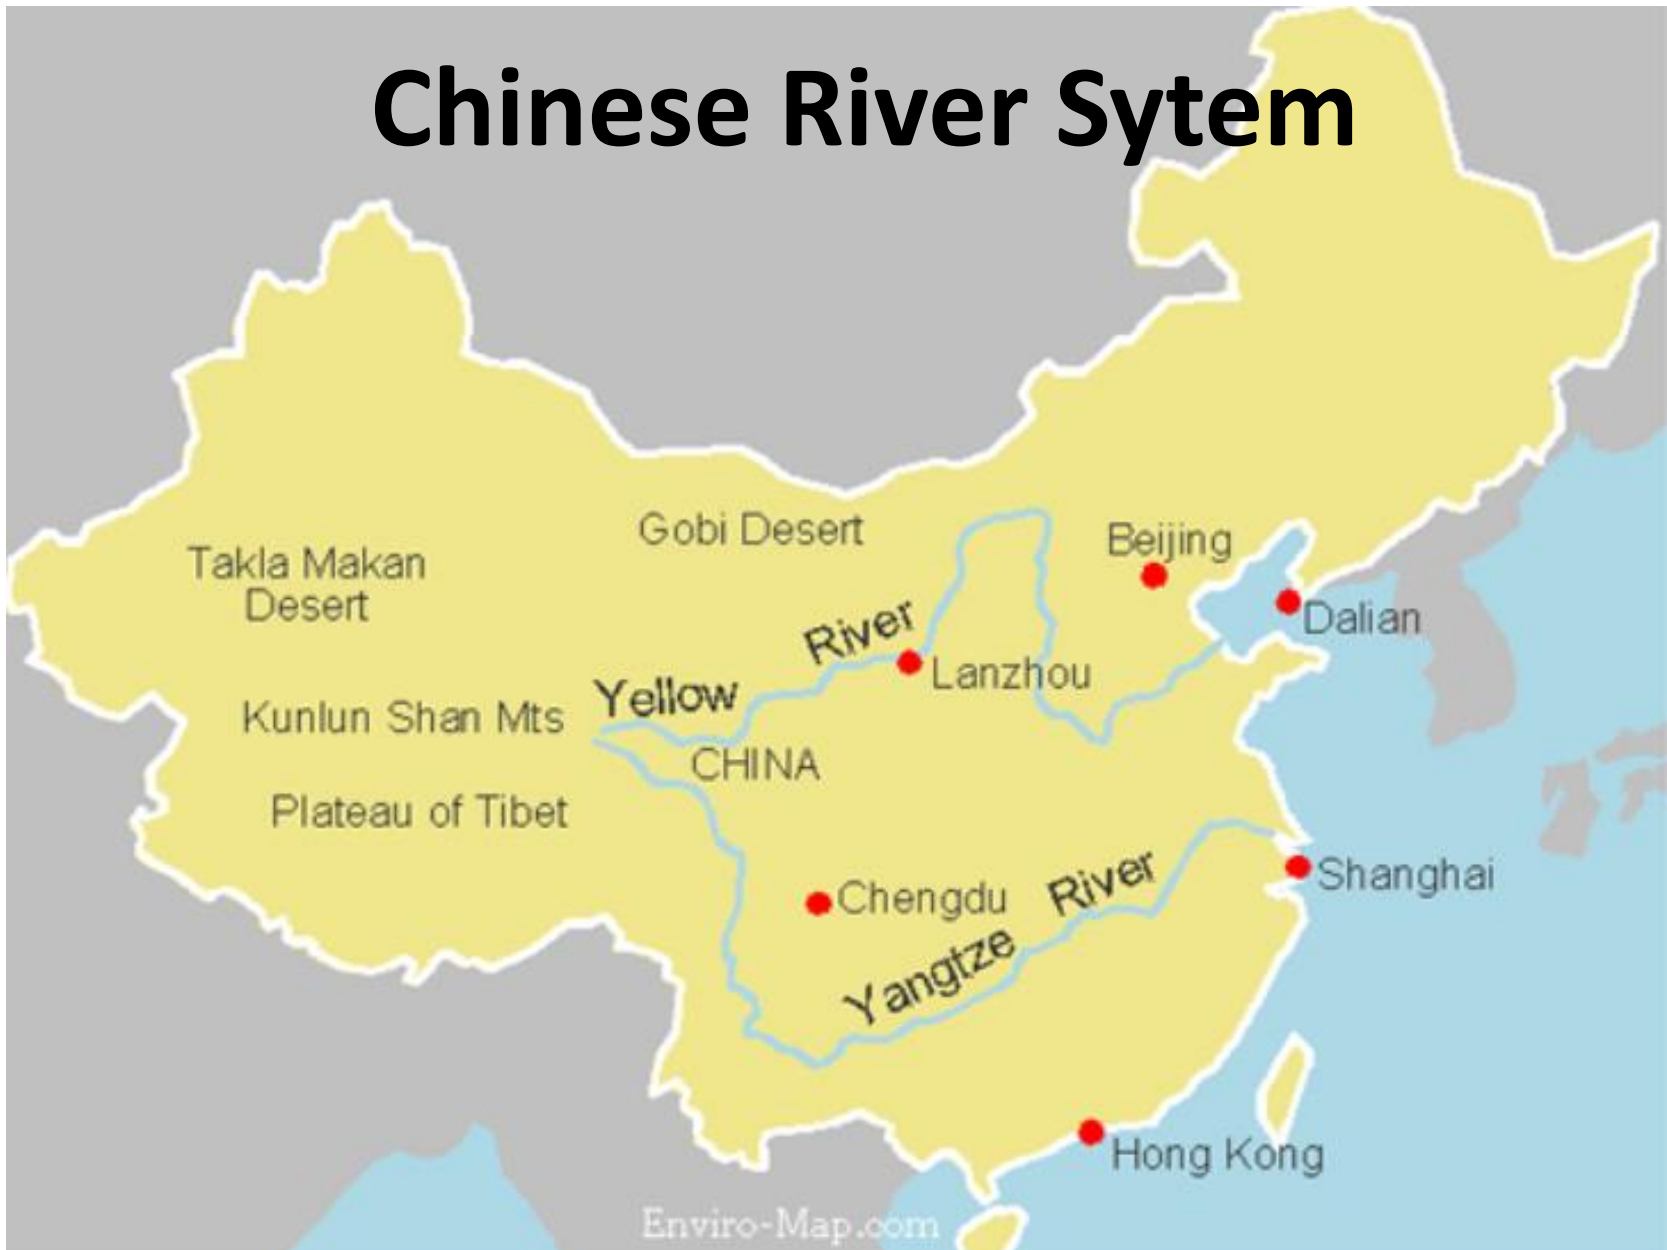 Chinese River Sytem
Gobi Desert
Beijing
Takla Makan
Desert
Dalian
Yellow River
Lanzhou
Kunlun Shan Mts
CHINA
Plateau of Tibet
Shanghai
Chengdu
Yangtze River
Hong Kong
Enviro-Map.com